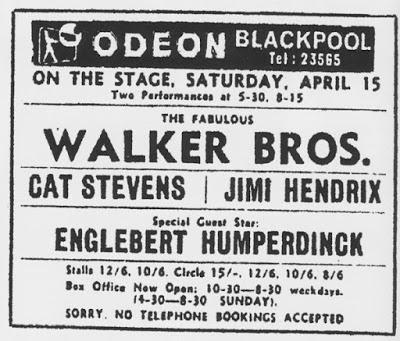 ODEON BLACKPOOL
Tel: 23565
ON THE STAGE, SATURDAY, APRIL 15
Two Performances at 5-30, 8-15
THE FABULOUS
WALKER BROS.
CAT STEVENS | JIMI HENDRIX
Special Guest Star:
ENGLEBERT HUMPERDINCK
Stalls 12/6, 10/6. Circle 15/-, 12/6, 10/6, 8/6
Box Office Now Open: 10-30—8-30 weekdays.
(4-30—8-30 SUNDAY).
SORRY, NO TELEPHONE BOOKINGS ACCEPTED